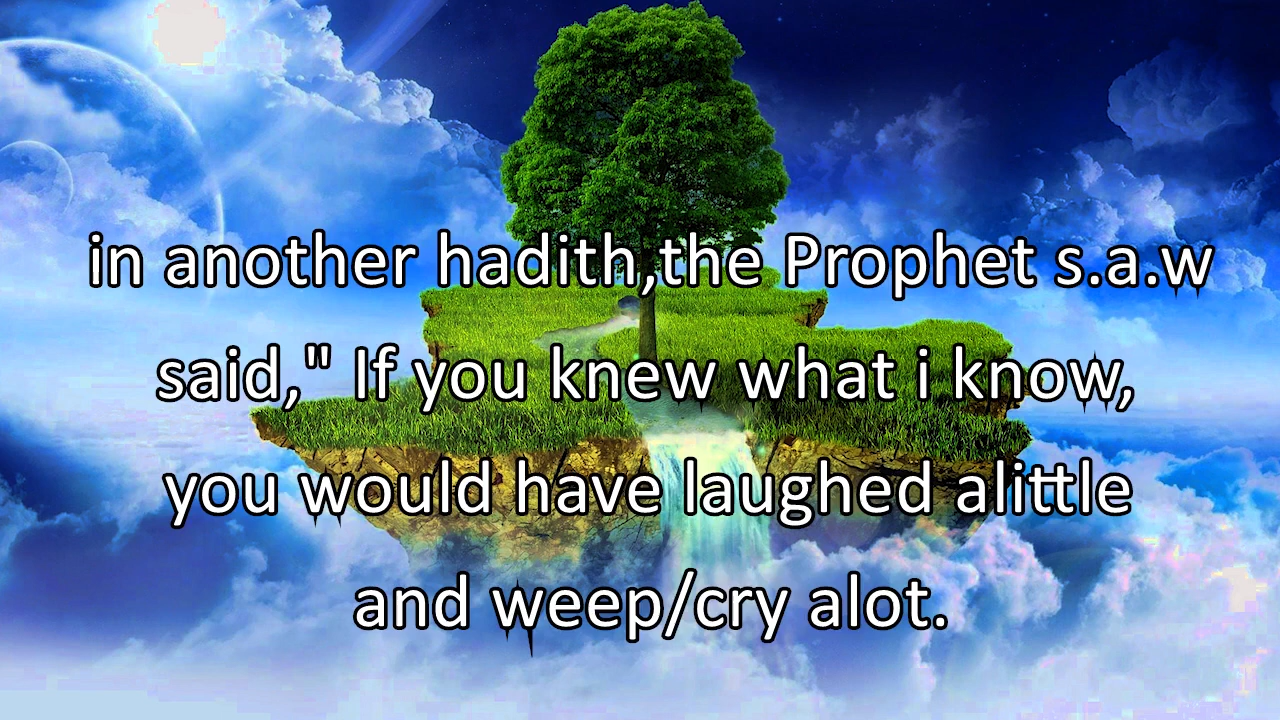 in another hadith,the Prophet s.a.w
said," If you knew what i know,
you would have laughed alittle
and weep/cry alot.